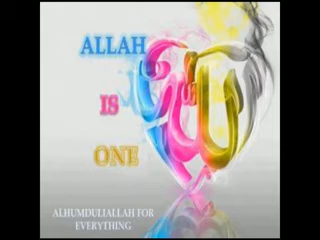 ALLAH
الله
IS
ONE
ALHUMDULIALLAH FOR
EVERYTHING